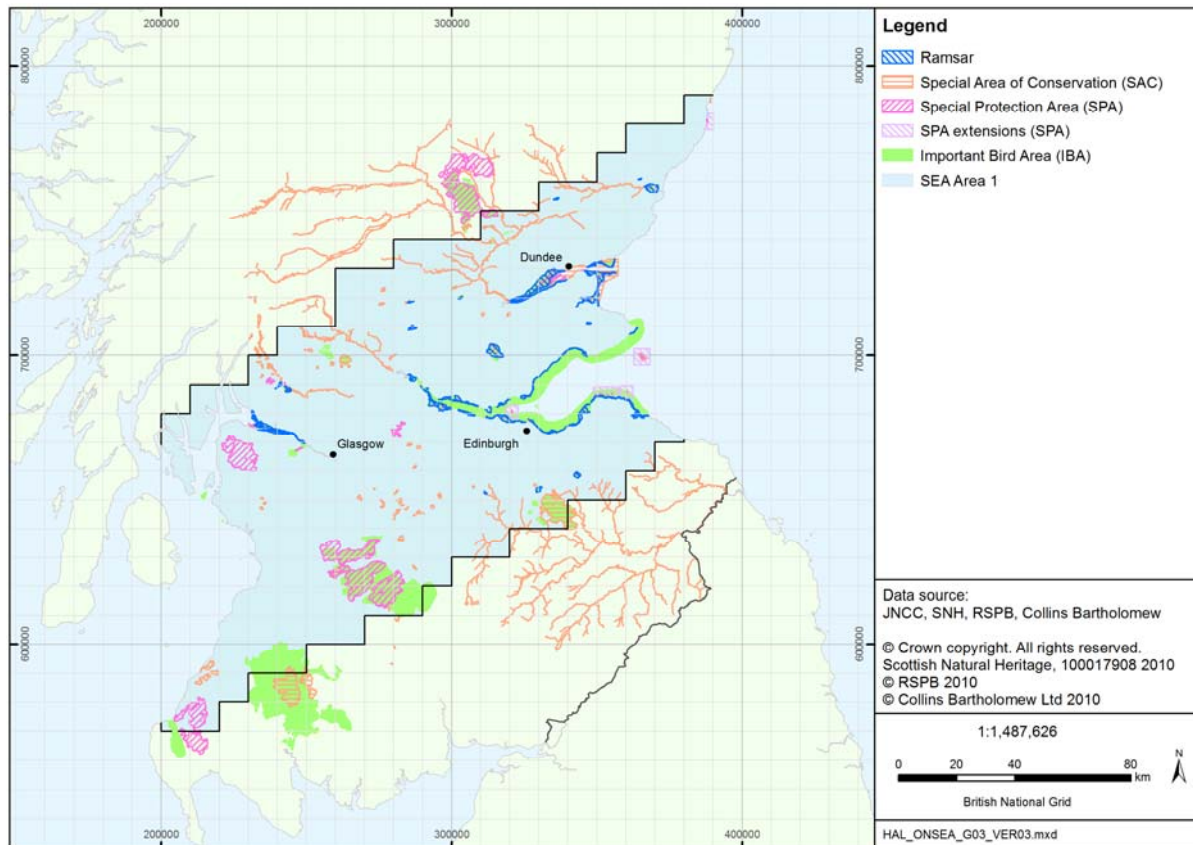 200000
300000
400000
800000
800000
Dundee
700000
700000
Glasgow
Edinburgh
600000
600000
200000
300000
400000
Legend
Ramsar
Special Area of Conservation (SAC)
Special Protection Area (SPA)
SPA extensions (SPA)
Important Bird Area (IBA)
SEA Area 1
Data source:
JNCC, SNH, RSPB, Collins Bartholomew
© Crown copyright. All rights reserved.
Scottish Natural Heritage, 100017908 2010
© RSPB 2010
© Collins Bartholomew Ltd 2010
1:1,487,626
N
0 20 40 80
km
British National Grid
HAL_ONSEA_G03_VER03.mxd